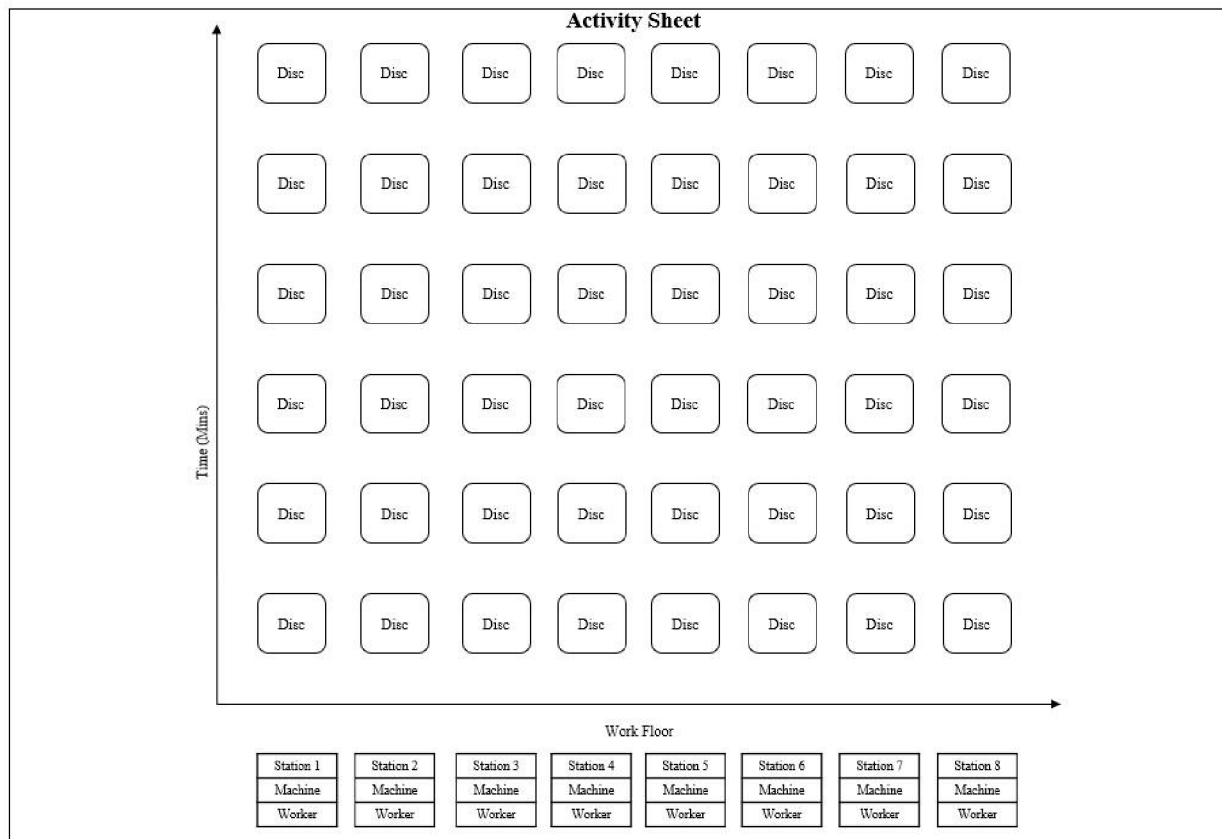 Activity Sheet
Disc Disc Disc Disc Disc Disc Disc Disc
Disc Disc Disc Disc Disc Disc Disc Disc
Disc Disc Disc Disc Disc Disc Disc Disc
Disc Disc Disc Disc Disc Disc Disc Disc
Disc Disc Disc Disc Disc Disc Disc Disc
Disc Disc Disc Disc Disc Disc Disc Disc
Time (Mins)
Work Floor
Station 1 Station 2 Station 3 Station 4 Station 5 Station 6 Station 7 Station 8
Machine Machine Machine Machine Machine Machine Machine Machine
Worker Worker Worker Worker Worker Worker Worker Worker